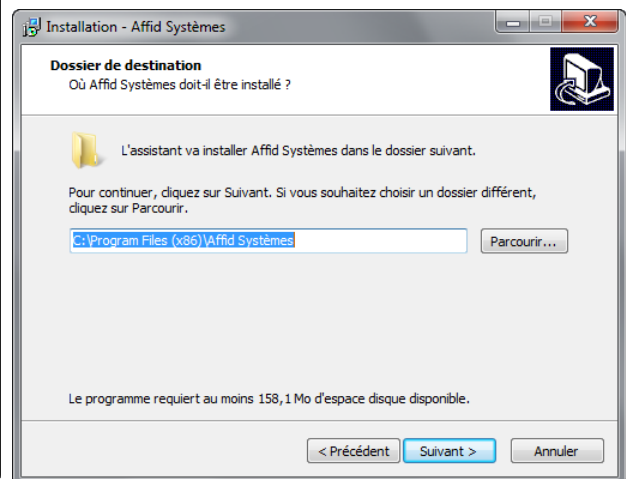 Installation - Affid Systèmes
Dossier de destination
Où Affid Systèmes doit-il être installé ?
L'assistant va installer Affid Systèmes dans le dossier suivant.
Pour continuer, cliquez sur Suivant. Si vous souhaitez choisir un dossier différent,
cliquez sur Parcourir.
C:\Program Files (x86)\Affid Systèmes
Parcourir...
Le programme requiert au moins 158,1 Mo d'espace disque disponible.
< Précédent
Suivant >
Annuler